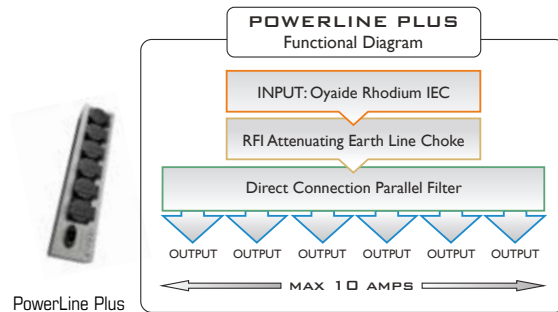 POWERLINE PLUS
Functional Diagram
INPUT: Oyaide Rhodium IEC
RFI Attenuating Earth Line Choke
Direct Connection Parallel Filter
OUTPUT OUTPUT OUTPUT OUTPUT OUTPUT OUTPUT
MAX 10 AMPS
PowerLine Plus